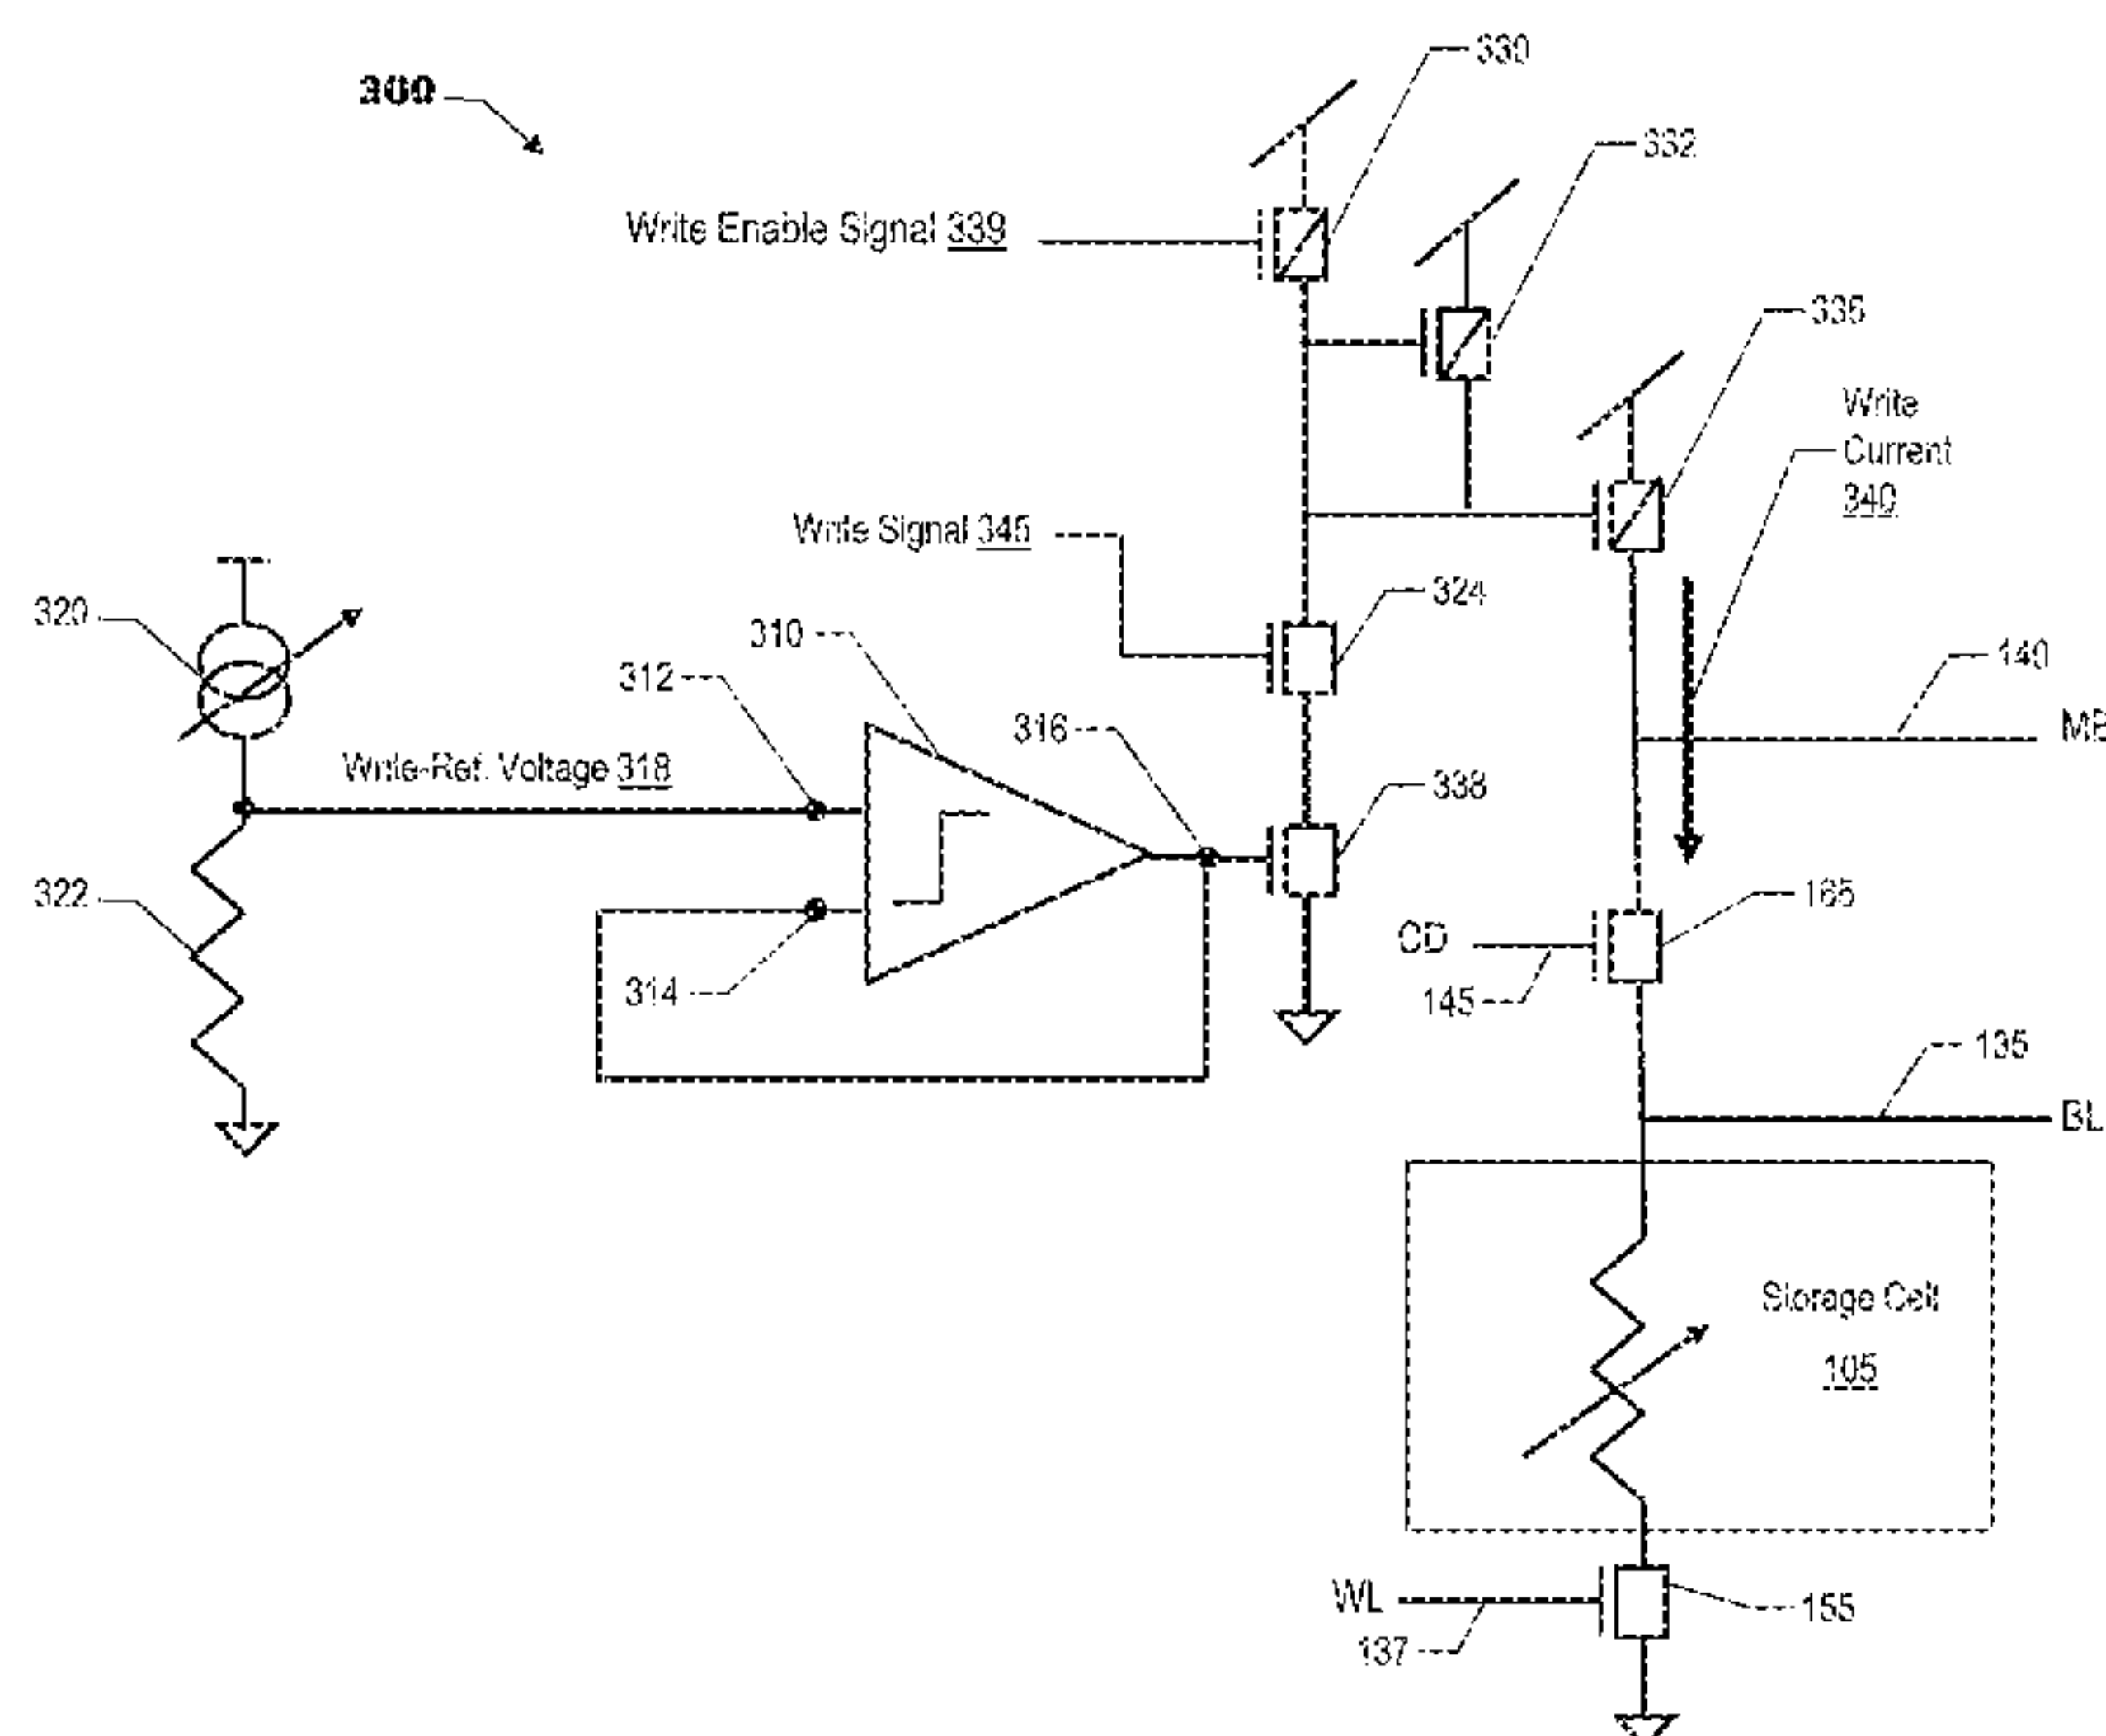 300
330
332
Write Enable Signal 339
336
Write
Current
340
Write Signal 345
324
320
310
312
316
140
MB
Write-Ref. Voltage 318
338
322
165
CD
314
145
135
BL
Storage Cell
105
WL
155
137